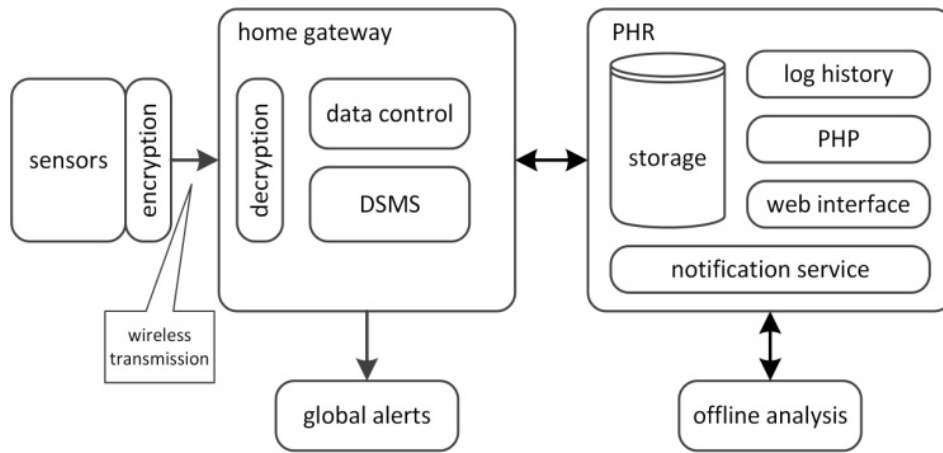 home gateway
PHR
sensors
encryption
decryption
data control
DSMS
storage
log history
PHP
web interface
notification service
wireless
transmission
global alerts
offline analysis